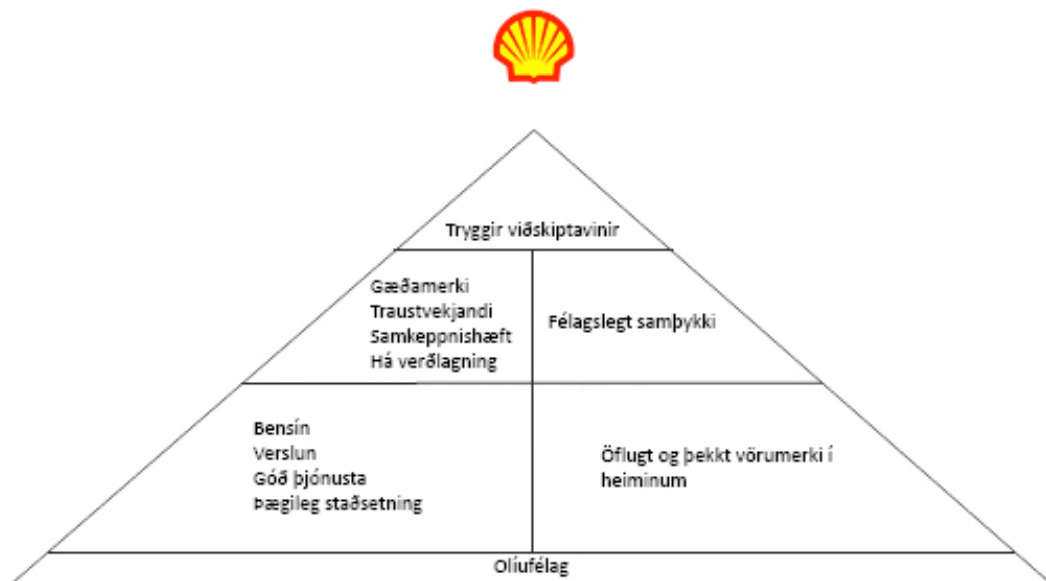 Tryggir viðskiptavinir
Gæðamerki
Traustvekjandi
Samkeppnishæft
Há verðlagning
Félagslegt samþykki
Bensín
Verslun
Góð þjónusta
Þægileg staðsetning
Öflugt og þekkt vörumerki í
heiminum
Olíufélag